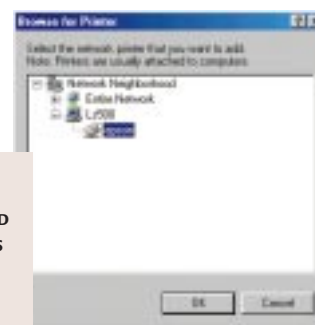 Browse for Printer
Select the network printer that you want to add.
Note: Printers are usually attached to computers.
Network Neighborhood
Entire Network
epson
D
S
OK
Cancel